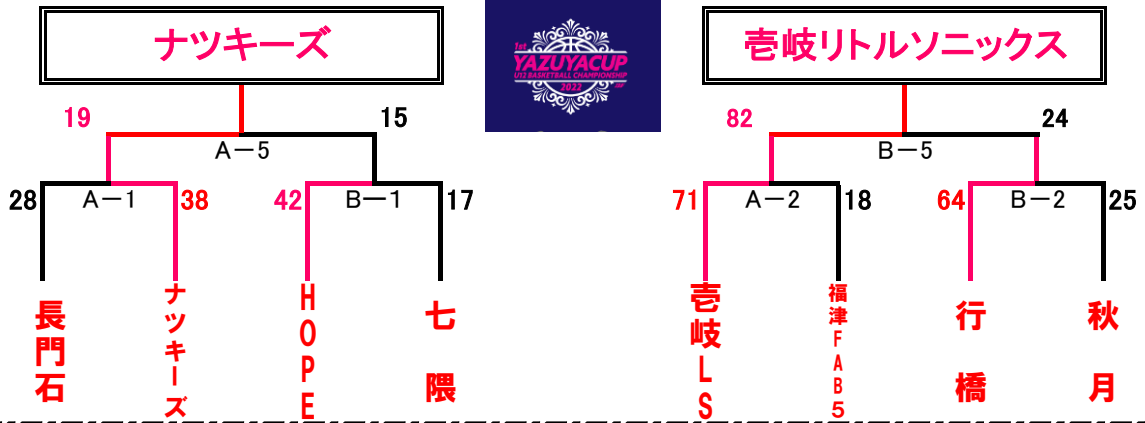 ナツキーズ
1st
YAZUYACUP
U12 BASKETBALL CHAMPIONSHIP
2022
壱岐リトルソニックス
19
15
82
24
A－5
B－5
28
A－1
38
42
B－1
17
71
A－2
18
64
B－2
25
長門石
ナツキーズ
HOPE
七隈
壱岐LS
福津FAB5
行橋
秋月